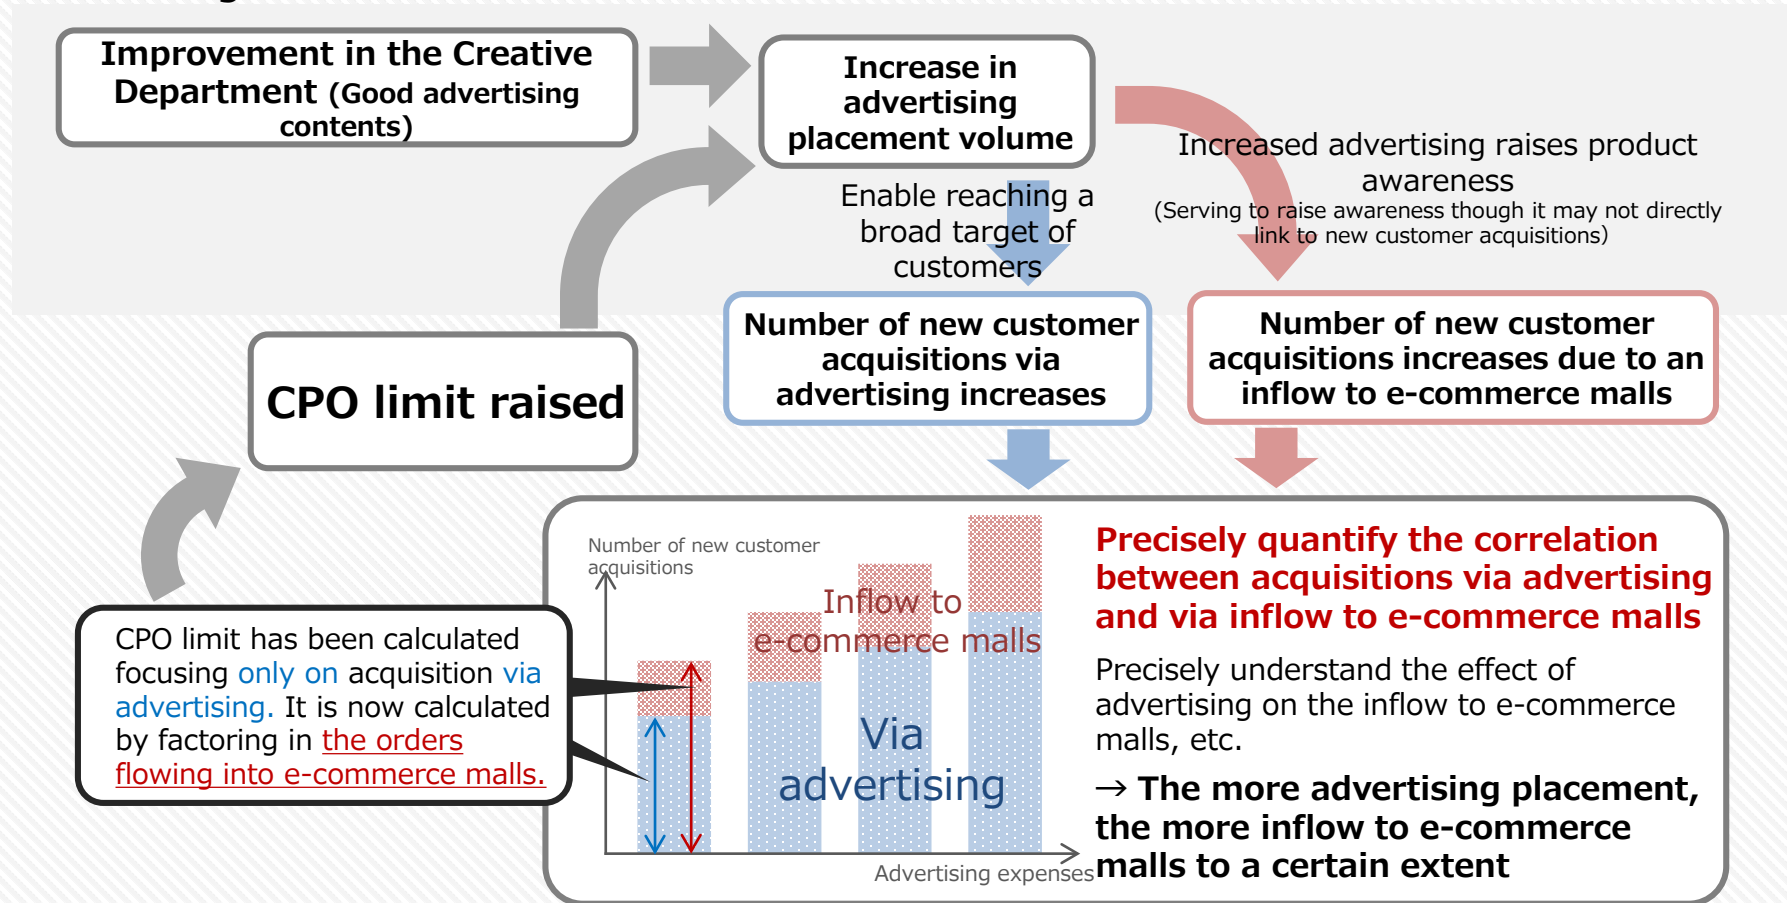 Improvement in the Creative
Department (Good advertising
contents)
Increase in
advertising
placement volume
Increased advertising raises product
awareness
(Serving to raise awareness though it may not directly
link to new customer acquisitions)
Enable reaching a
broad target of
customers
CPO limit raised
Number of new customer
acquisitions via
advertising increases
Number of new customer
acquisitions increases due to an
inflow to e-commerce malls
CPO limit has been calculated
focusing only on acquisition via
advertising. It is now calculated
by factoring in the orders
flowing into e-commerce malls.
Number of new customer
acquisitions
Inflow to
e-commerce malls
Via
advertising
Advertising expenses
Precisely quantify the correlation
between acquisitions via advertising
and via inflow to e-commerce malls
Precisely understand the effect of
advertising on the inflow to e-commerce
malls, etc.
→ The more advertising placement,
the more inflow to e-commerce
malls to a certain extent